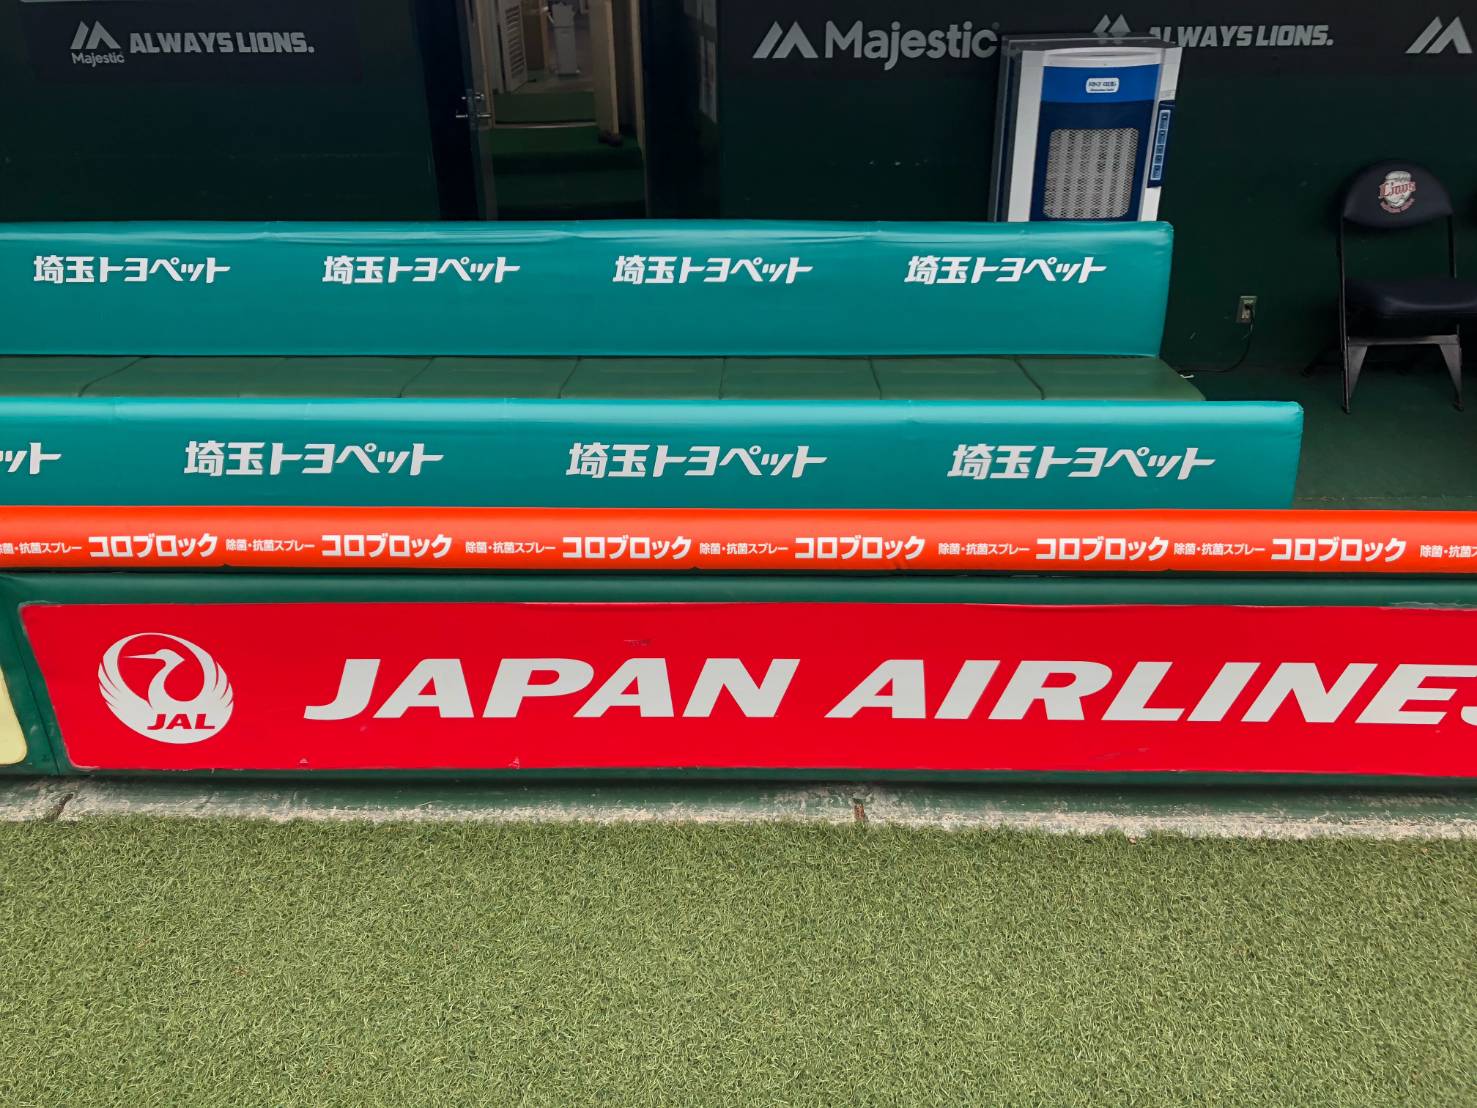 Majestic ALWAYS LIONS.
Majestic ALWAYS LIONS.
Lions
埼玉トヨペット 埼玉トヨペット 埼玉トヨペット 埼玉トヨペット
ット 埼玉トヨペット 埼玉トヨペット 埼玉トヨペット
除菌・抗菌スプレー コロブロック 除菌・抗菌スプレー コロブロック 除菌・抗菌スプレー コロブロック 除菌・抗菌スプレー コロブロック 除菌・抗菌スプレー コロブロック 除菌・抗菌スプレー コロブロック 除菌・抗菌ス
JAL JAPAN AIRLINES